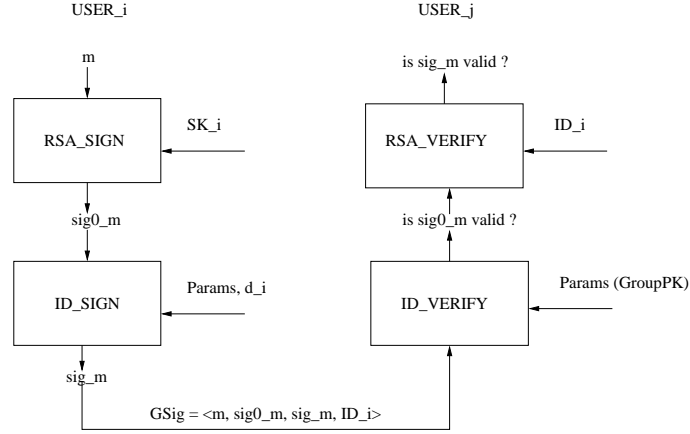 USER_i
USER_j
m
is sig_m valid ?
RSA_SIGN
SK_i
RSA_VERIFY
ID_i
sig0_m
is sig0_m valid ?
ID_SIGN
Params, d_i
ID_VERIFY
Params (GroupPK)
sig_m
GSig = <m, sig0_m, sig_m, ID_i>